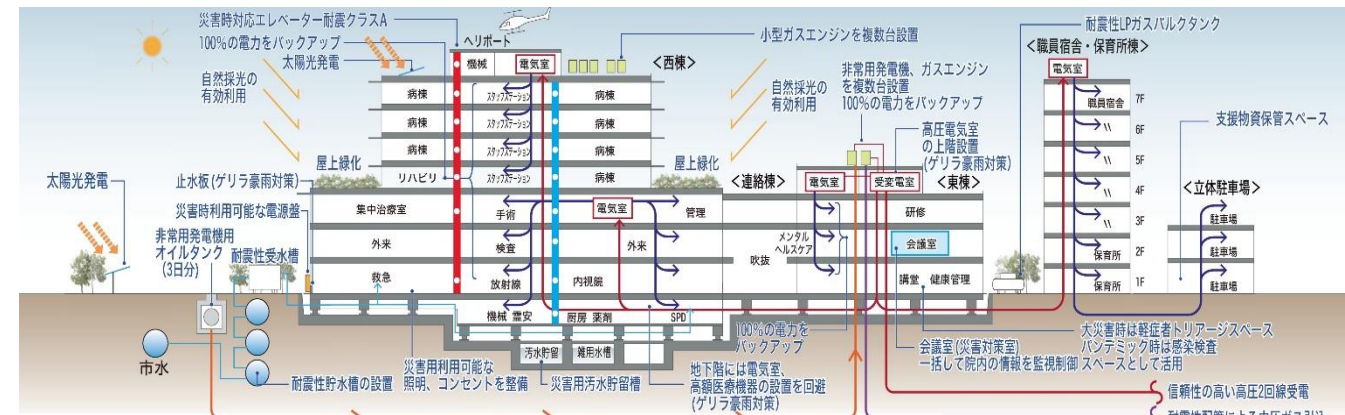 災害時対応エレベーター耐震クラスA
100%の電力をバックアップ
太陽光発電
自然採光の
有効利用
ヘリポート
機械
電気室
小型ガスエンジンを複数台設置
<西棟>
病棟
スタッフステーション
病棟
病棟
スタッフステーション
病棟
病棟
スタッフステーション
病棟
リハビリ
スタッフステーション
病棟
屋上緑化
屋上緑化
自然採光の
有効利用
非常用発電機、ガスエンジン
を複数台設置
100%の電力をバックアップ
高圧電気室
の上階設置
(ゲリラ豪雨対策)
耐震性LPガスバルクタンク
<職員宿舎・保育所棟>
電気室
職員宿舎
7F
〃
6F
〃
5F
〃
4F
〃
3F
保育所
2F
保育所
1F
支援物資保管スペース
<立体駐車場>
駐車場
駐車場
駐車場
太陽光発電
止水板(ゲリラ豪雨対策)
災害時利用可能な電源盤
非常用発電機用
オイルタンク
(3日分)
耐震性受水槽
集中治療室
手術
電気室
管理
外来
検査
外来
救急
放射線
内視鏡
機械 霊安
厨房 薬剤
SPD
汚水貯留
雑用水槽
<連絡棟>
電気室
受変電室
<東棟>
研修
メンタル
ヘルスケア
会議室
吹抜
講堂 健康管理
市水
耐震性貯水槽の設置
災害用利用可能な
照明、コンセントを整備
災害用汚水貯留槽
地下階には電気室、
高額医療機器の設置を回避
(ゲリラ豪雨対策)
100%の電力を
バックアップ
会議室(災害対策室)
一括して院内の情報を監視制御
大災害時は軽症者トリアージスペース
パンデミック時は感染検査
スペースとして活用
信頼性の高い高圧2回線受電